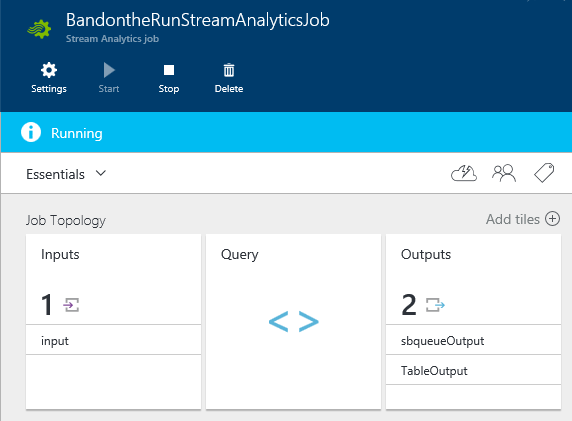 BandontheRunStreamAnalyticsJob
Stream Analytics job
Settings Start Stop Delete
Running
Essentials
Job Topology Add tiles
Inputs Query Outputs
1 < > 2
input sbqueueOutput
TableOutput